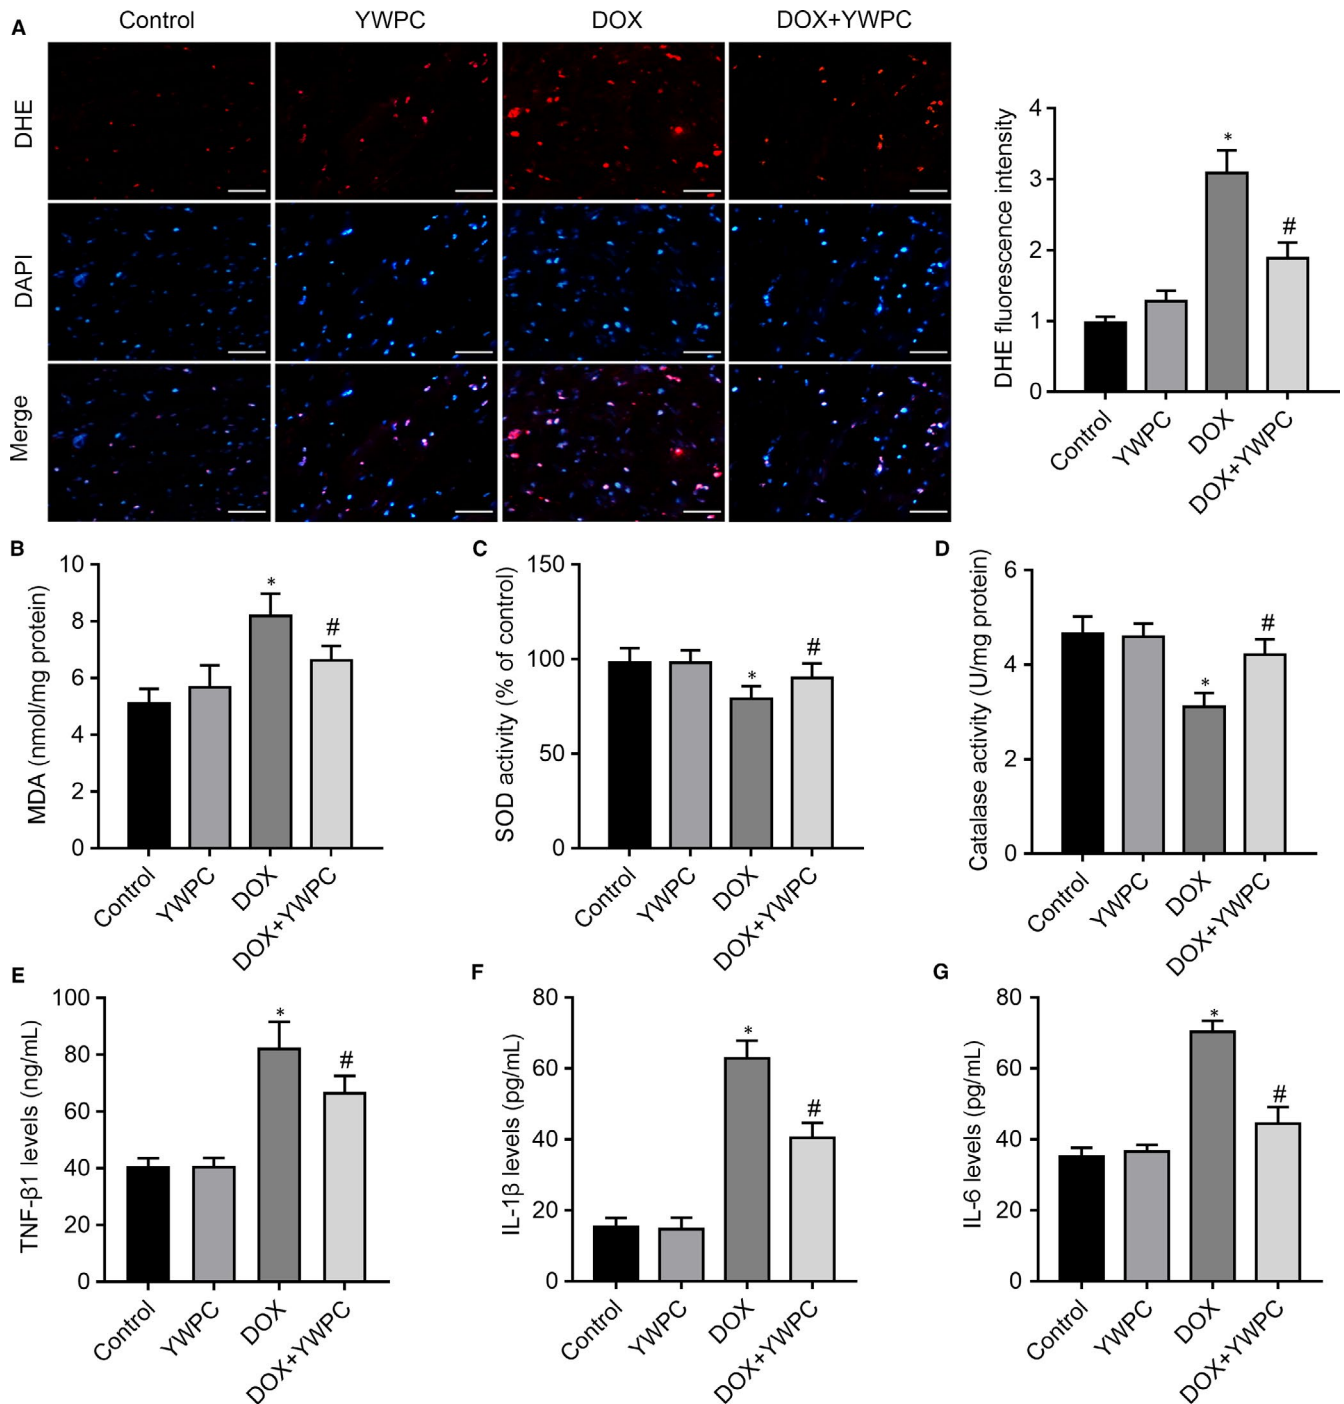 A
Control
YWPC
DOX
DOX+YWPC
DHE
DAPI
Merge
DHE fluorescence intensity
4
3
2
1
0
*
#
Control
YWPC
DOX
DOX+YWPC
B
MDA (nmol/mg protein)
10
8
6
4
2
0
*
#
Control
YWPC
DOX
DOX+YWPC
C
SOD activity (% of control)
150
100
50
0
*
#
Control
YWPC
DOX
DOX+YWPC
D
Catalase activity (U/mg protein)
6
4
2
0
*
#
Control
YWPC
DOX
DOX+YWPC
E
TNF-β1 levels (ng/mL)
100
80
60
40
20
0
*
#
Control
YWPC
DOX
DOX+YWPC
F
IL-1β levels (pg/mL)
80
60
40
20
0
*
#
Control
YWPC
DOX
DOX+YWPC
G
IL-6 levels (pg/mL)
80
60
40
20
0
*
#
Control
YWPC
DOX
DOX+YWPC